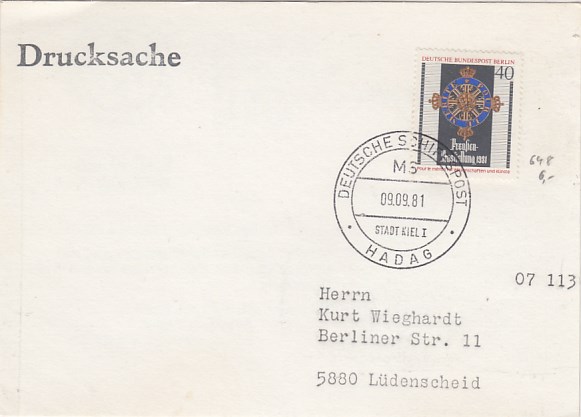 Drucksache
DEUTSCHE BUNDESPOST BERLIN
40
Preußen-
Ausstellung 1981
DEUTSCHE SCHIFFSPOST
MS
09.09.81
STADT KIEL I
HADAG
648
6,-
07 113
Herrn
Kurt Wieghardt
Berliner Str. 11
5880 Lüdenscheid